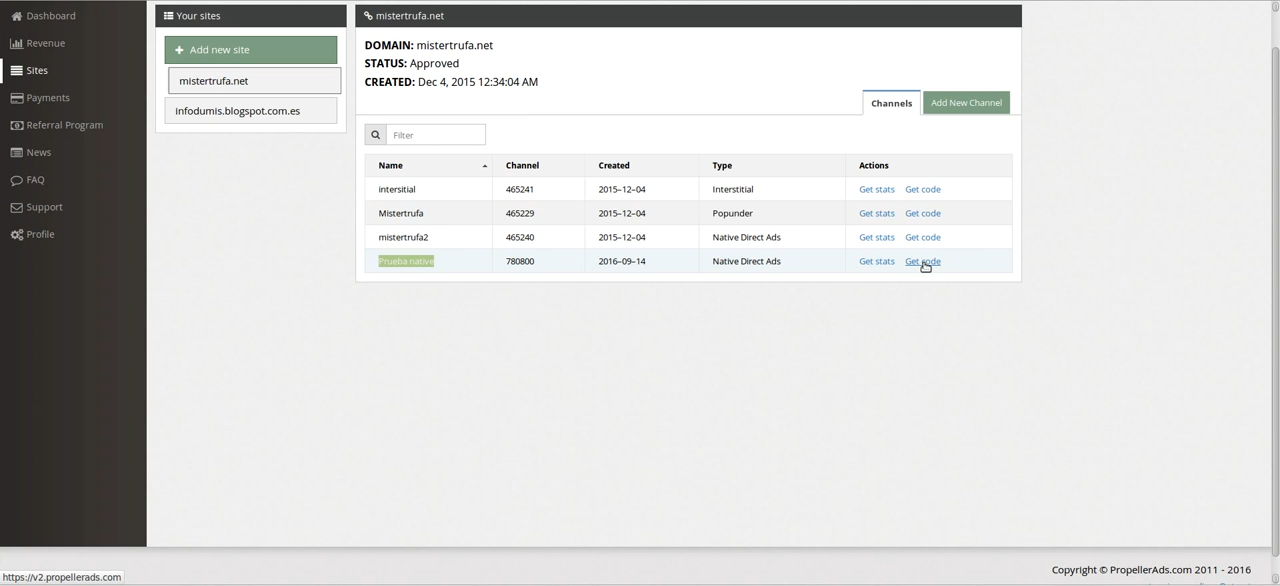 Dashboard
Revenue
Sites
Payments
Referral Program
News
FAQ
Support
Profile
Your sites
Add new site
mistertrufa.net
infodumis.blogspot.com.es
mistertrufa.net
DOMAIN: mistertrufa.net
STATUS: Approved
CREATED: Dec 4, 2015 12:34:04 AM
Channels Add New Channel
Filter
Name Channel Created Type Actions
intersitial 465241 2015-12-04 Interstitial Get stats Get code
Mistertrufa 465229 2015-12-04 Popunder Get stats Get code
mistertrufa2 465240 2015-12-04 Native Direct Ads Get stats Get code
Prueba native 780800 2016-09-14 Native Direct Ads Get stats Get code
Copyright © PropellerAds.com 2011 - 2016
https://v2.propellerads.com